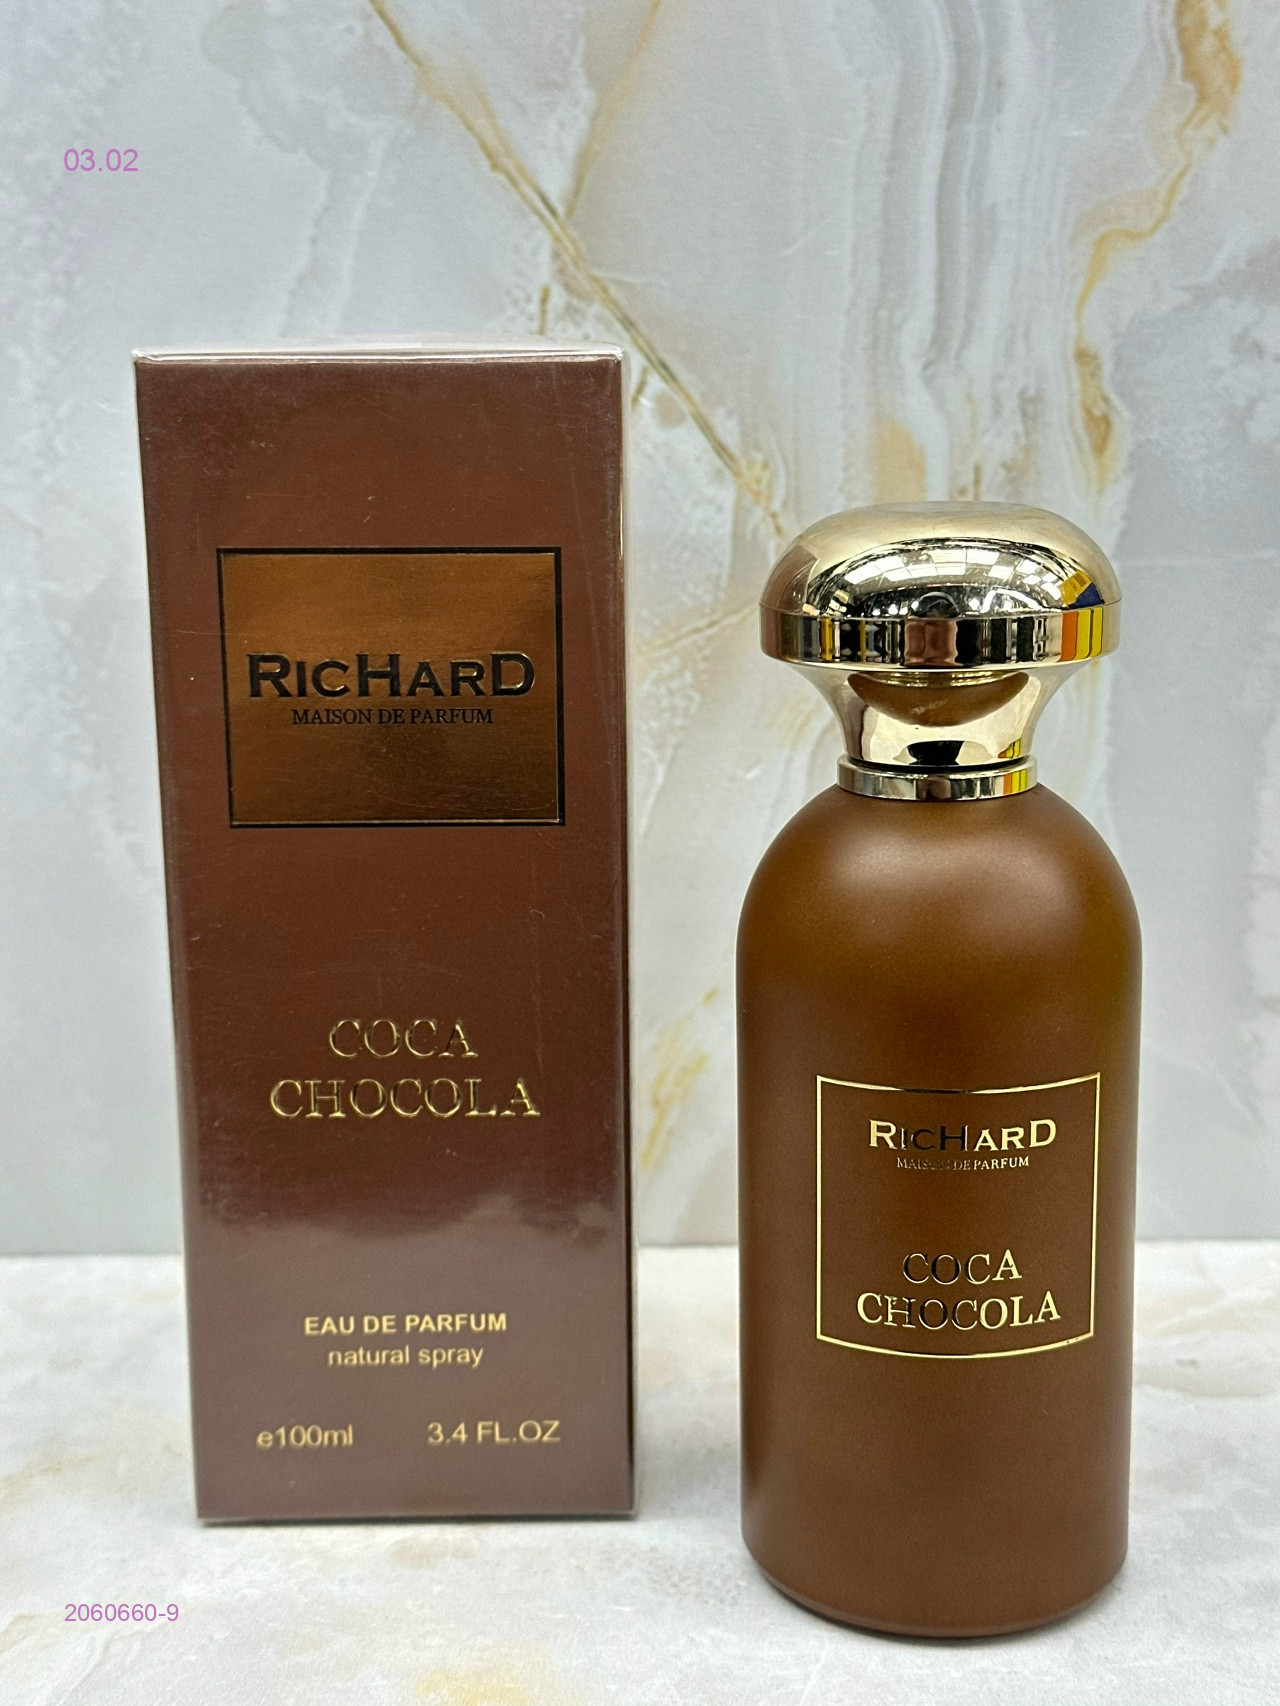 03.02
RICHARD
MAISON DE PARFUM
COCA
CHOCOLA
EAU DE PARFUM
natural spray
e100ml 3.4 FL.OZ
RICHARD
MAISON DE PARFUM
COCA
CHOCOLA
2060660-9